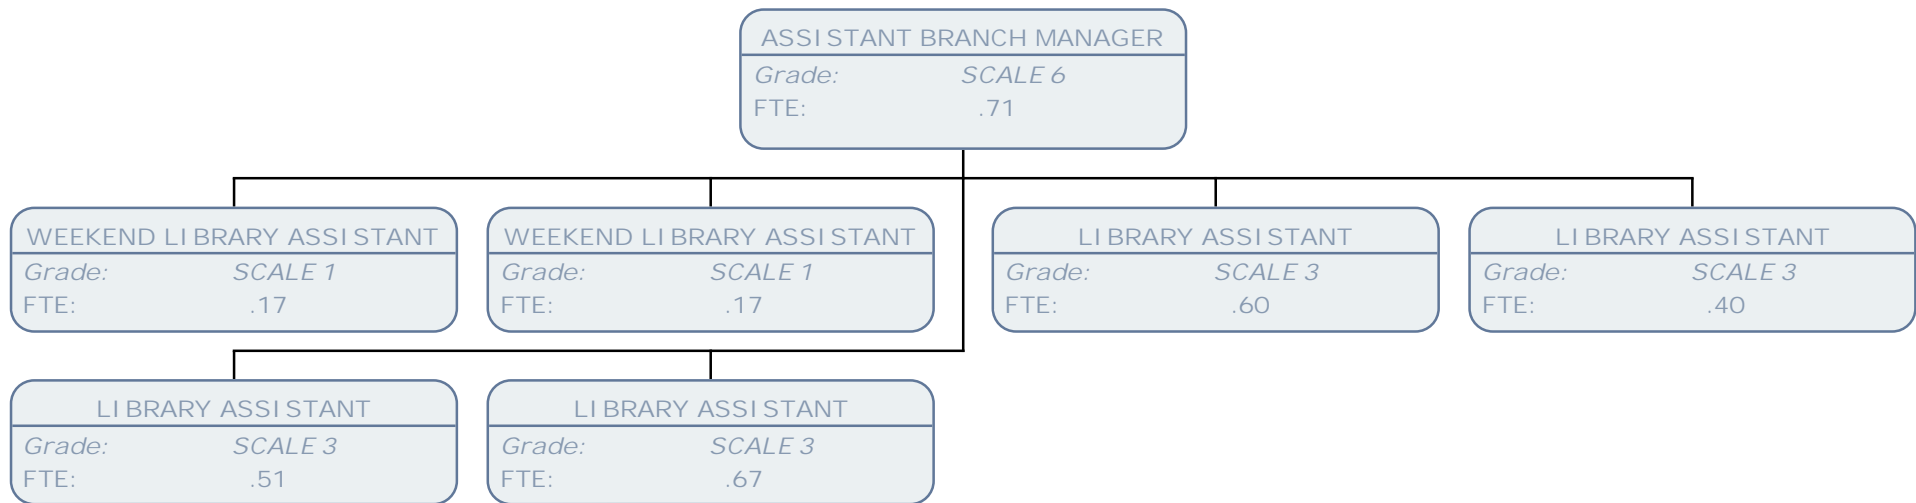 ASSISTANT BRANCH MANAGER
Grade: SCALE 6
FTE: .71
WEEKEND LIBRARY ASSISTANT
Grade: SCALE 1
FTE: .17
WEEKEND LIBRARY ASSISTANT
Grade: SCALE 1
FTE: .17
LIBRARY ASSISTANT
Grade: SCALE 3
FTE: .60
LIBRARY ASSISTANT
Grade: SCALE 3
FTE: .40
LIBRARY ASSISTANT
Grade: SCALE 3
FTE: .51
LIBRARY ASSISTANT
Grade: SCALE 3
FTE: .67